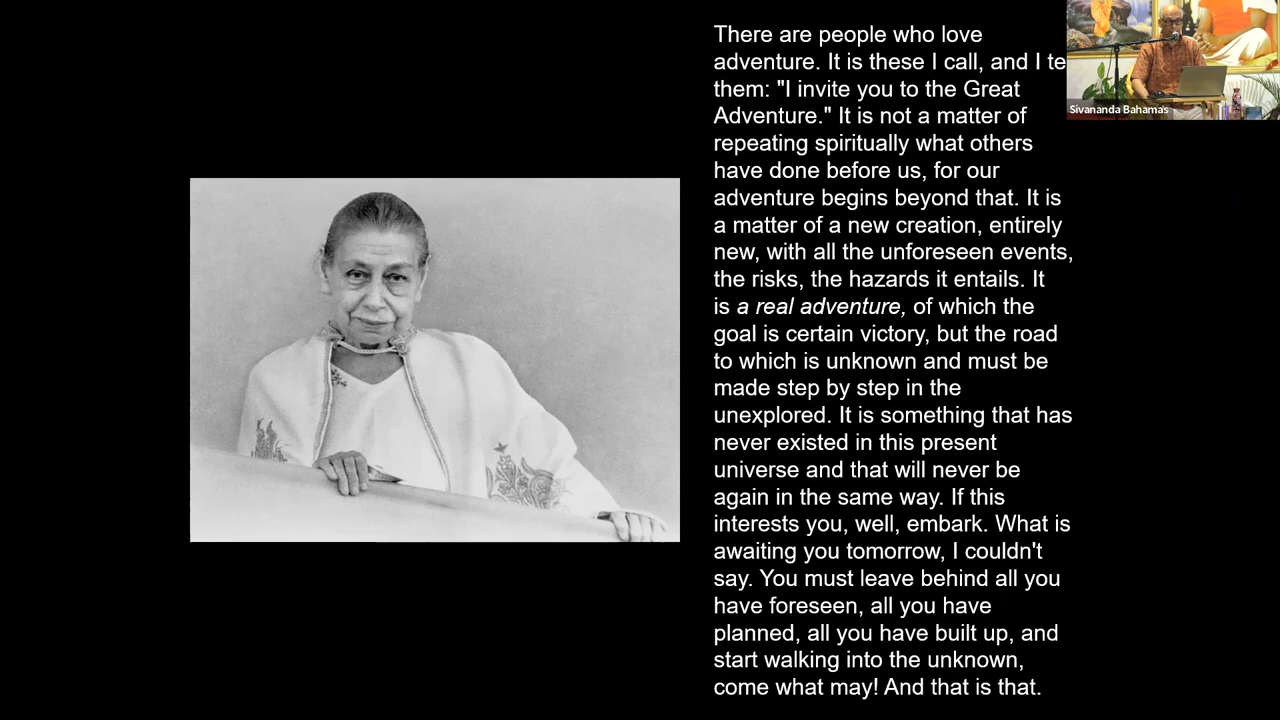 There are people who love
adventure. It is these I call, and I te
them: "I invite you to the Great
Adventure." It is not a matter of
repeating spiritually what others
have done before us, for our
adventure begins beyond that. It is
a matter of a new creation, entirely
new, with all the unforeseen events,
the risks, the hazards it entails. It
is a real adventure, of which the
goal is certain victory, but the road
to which is unknown and must be
made step by step in the
unexplored. It is something that has
never existed in this present
universe and that will never be
again in the same way. If this
interests you, well, embark. What is
awaiting you tomorrow, I couldn't
say. You must leave behind all you
have foreseen, all you have
planned, all you have built up, and
start walking into the unknown,
come what may! And that is that.
Sivananda Bahamas